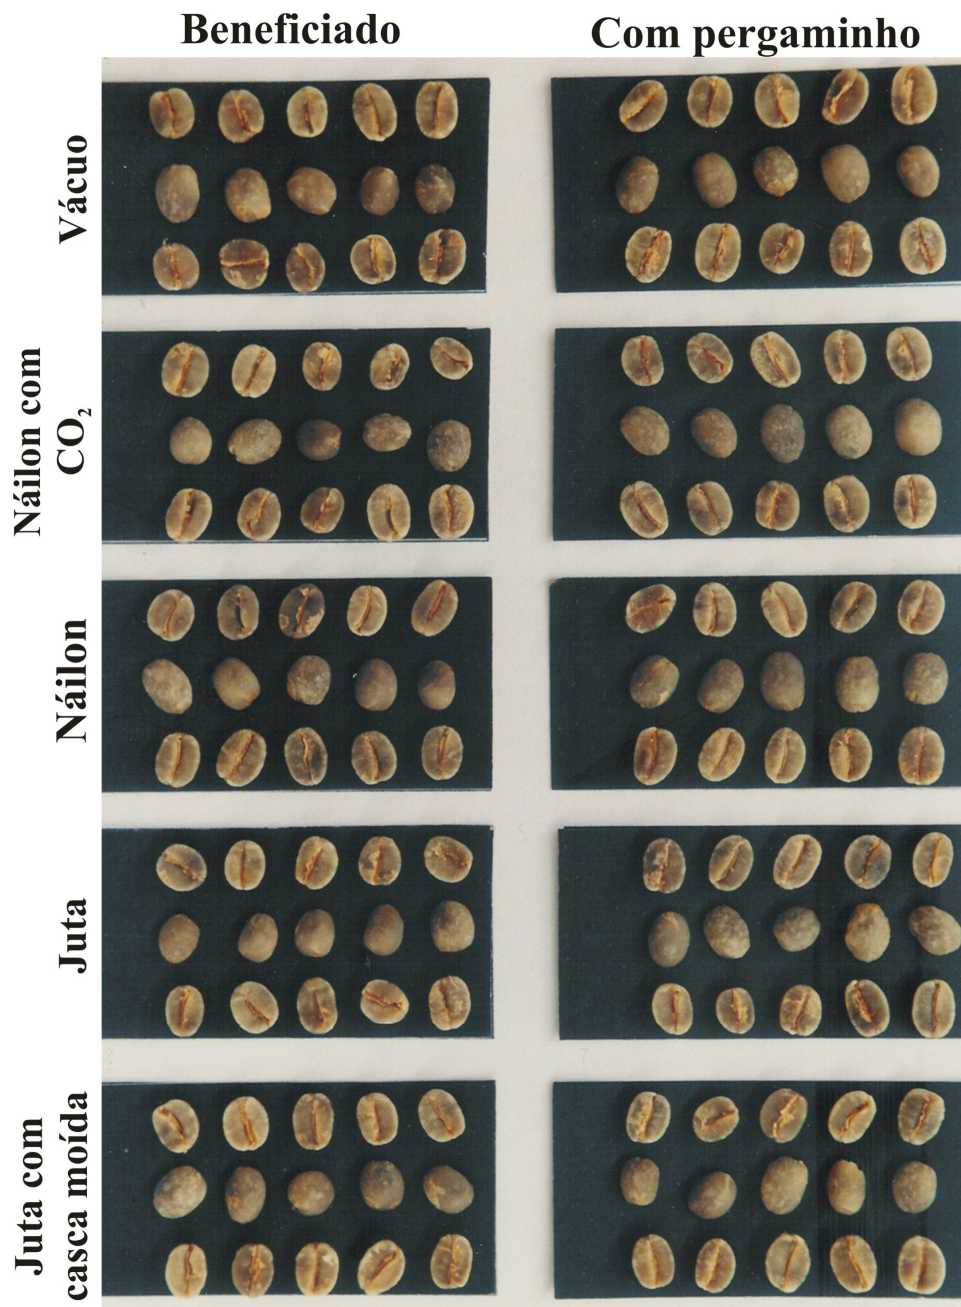 Beneficiado
Com pergaminho
Vácuo
Náilon com
CO₂
Náilon
Juta
Juta com
casca moída